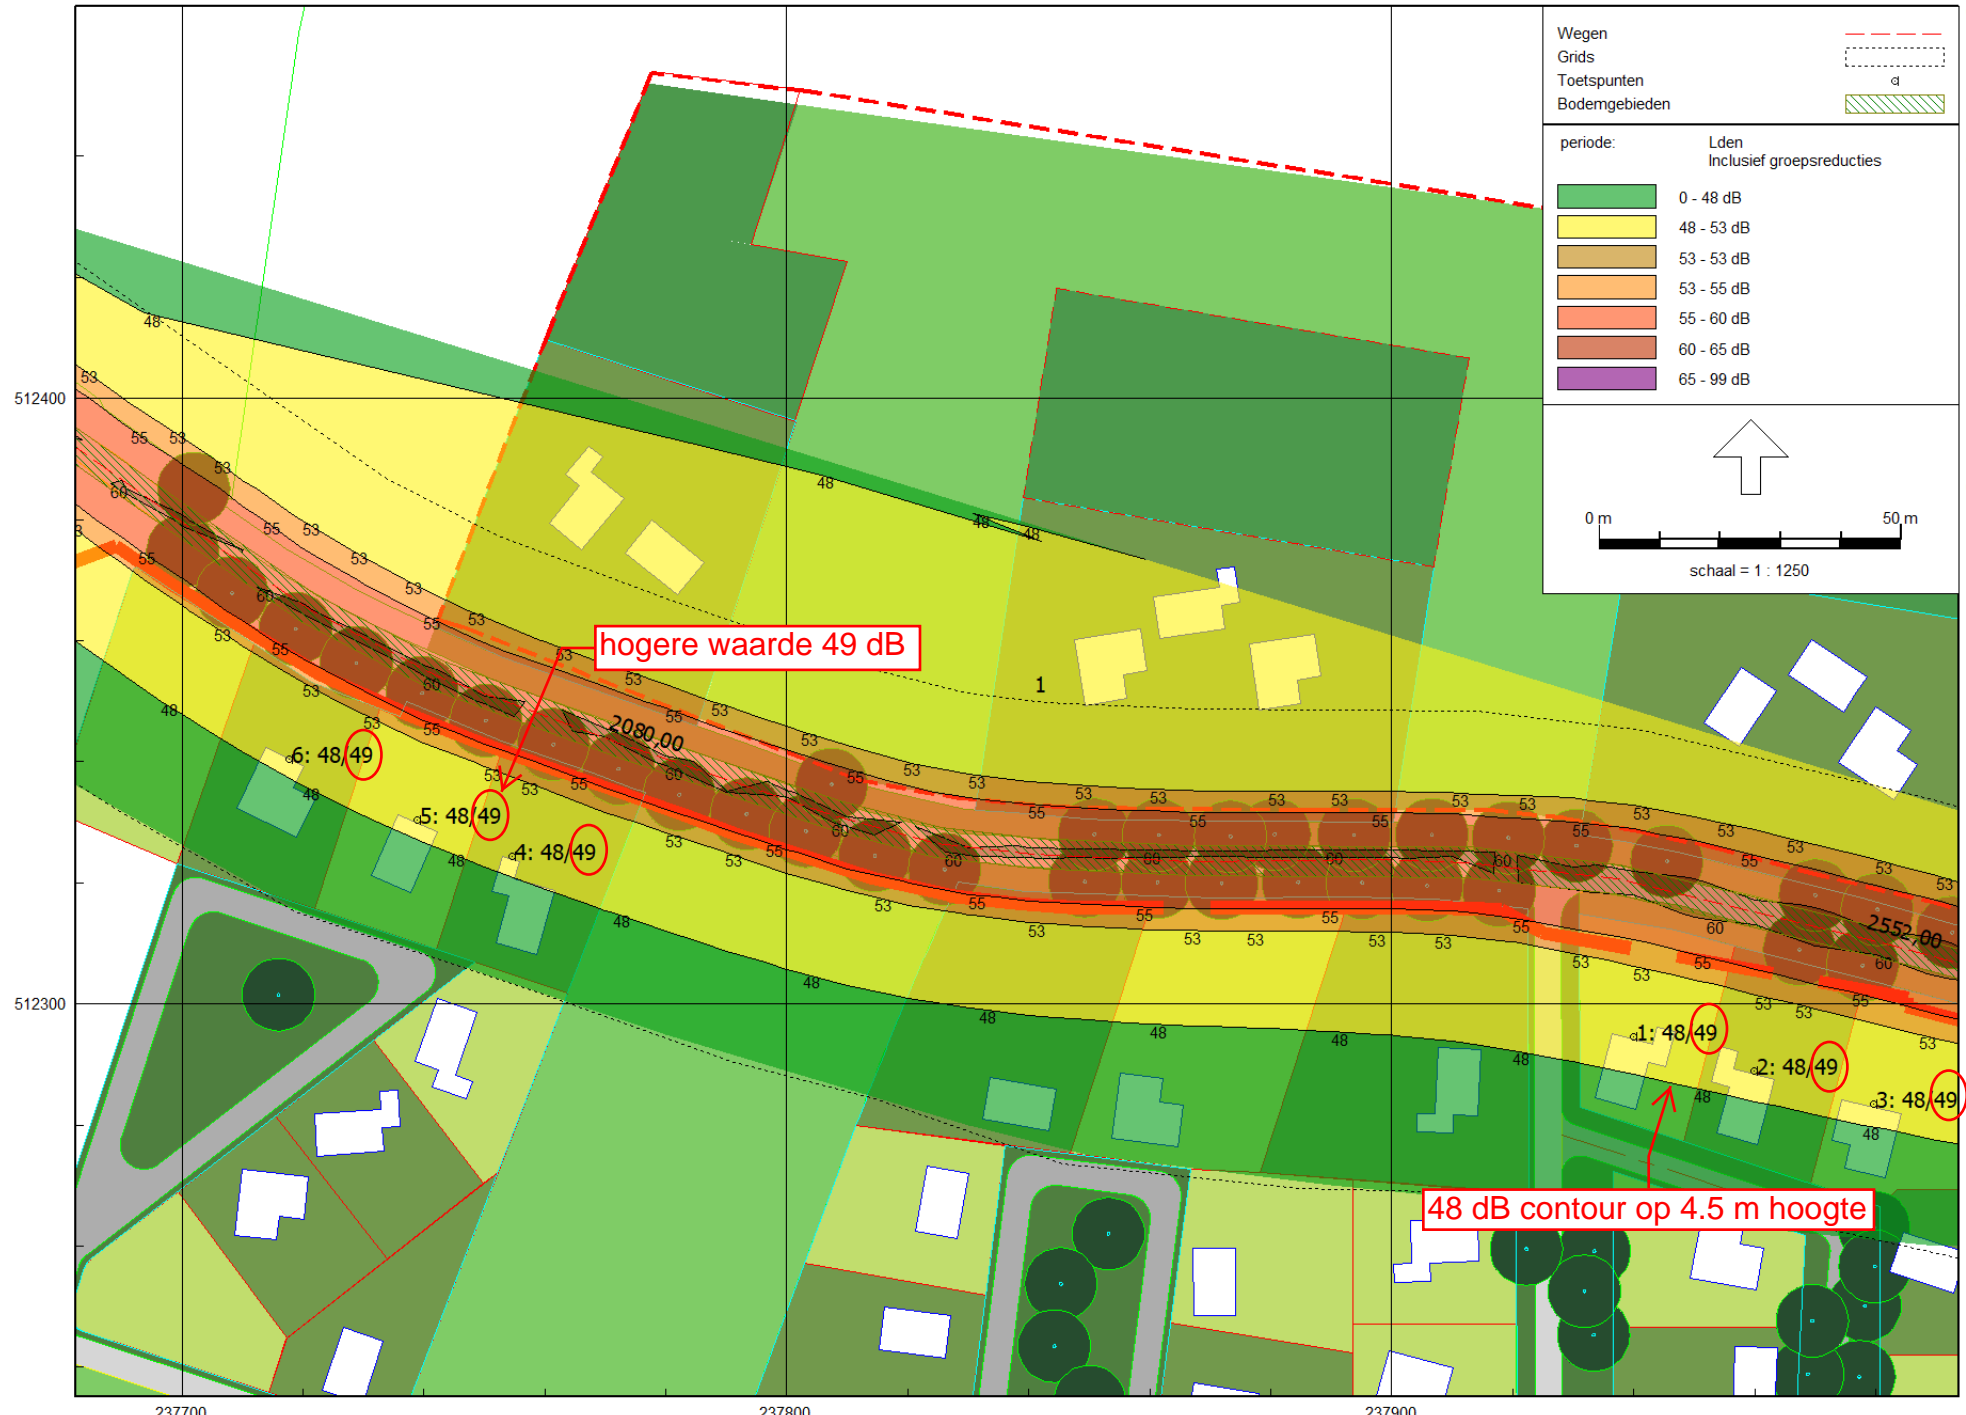 Wegen
Grids
Toetspunten
Bodemgebieden
periode: Lden
Inclusief groepsreducties
0 - 48 dB
48 - 53 dB
53 - 53 dB
53 - 55 dB
55 - 60 dB
60 - 65 dB
65 - 99 dB
0 m 50 m
schaal = 1 : 1250
512400
512300
237700
237800
237900
hogere waarde 49 dB
48 dB contour op 4.5 m hoogte
1
2080,00
2552,00
6: 48/49
5: 48/49
4: 48/49
1: 48/49
2: 48/49
3: 48/49
48
53
55
60